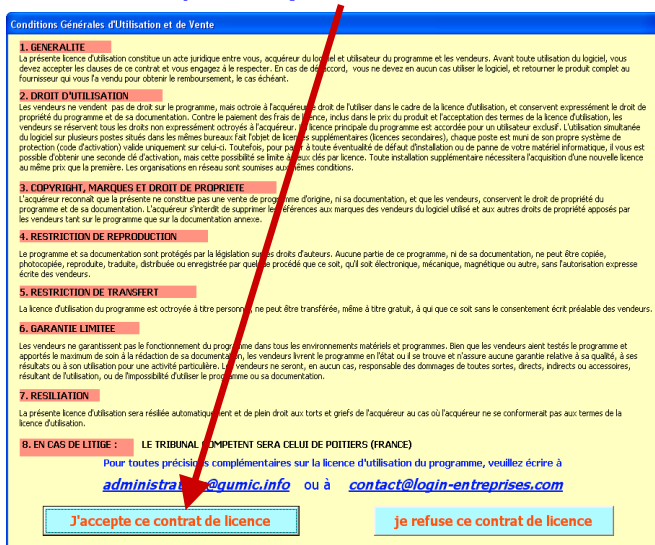 Conditions Générales d'Utilisation et de Vente
1. GENERALITE
La présente licence d'utilisation constitue un acte juridique entre vous, acquéreur du logiciel et utilisateur du programme et les vendeurs. Avant toute utilisation du logiciel, vous
devez accepter les clauses de ce contrat et vous engagez à le respecter. En cas de désaccord, vous ne devez en aucun cas utiliser le logiciel, et retourner le produit complet au
fournisseur qui vous l'a vendu pour obtenir le remboursement, le cas échéant.
2. DROIT D'UTILISATION
Les vendeurs ne vendent pas de droit sur le programme, mais octroie à l'acquéreur le droit de l'utiliser dans le cadre de la licence d'utilisation, et conservent expressément le droit de
propriété du programme et de sa documentation. Contre le paiement des frais de licence, inclus dans le prix du produit et l'acceptation des termes de la licence d'utilisation, les
vendeurs se réservent tous les droits non expressément octroyés à l'acquéreur. La licence principale du programme est accordée pour un utilisateur exclusif. L'utilisation simultanée
du logiciel sur plusieurs postes situés dans les mêmes bureaux fait l'objet de licences supplémentaires (licences secondaires), chaque poste est muni de son propre système de
protection (code d'activation) valide uniquement sur celui-ci. Toutefois, pour parer à toute éventualité de défaut d'installation ou de panne de votre matériel informatique, il vous est
possible d'obtenir une seconde clé d'activation, mais cette possibilité se limite à deux clés par licence. Toute installation supplémentaire nécessitera l'acquisition d'une nouvelle licence
au même prix que la première. Les organisations en réseau sont soumises aux mêmes conditions.
3. COPYRIGHT, MARQUES ET DROIT DE PROPRIETE
L'acquéreur reconnaît que la présente ne constitue pas une vente de programme d'origine, ni sa documentation, et que les vendeurs, conservent le droit de propriété du
programme et de sa documentation. L'acquéreur s'interdit de supprimer les références aux marques des vendeurs du logiciel utilisé et aux autres droits de propriété apposés par
les vendeurs tant sur le programme que sur la documentation annexe.
4. RESTRICTION DE REPRODUCTION
Le programme et sa documentation sont protégés par la législation sur les droits d'auteurs. Aucune partie de ce programme, ni de sa documentation, ne peut être copiée,
photocopiée, reproduite, traduite, distribuée ou enregistrée par quelque procédé que ce soit, qu'il soit électronique, mécanique, magnétique ou autre, sans l'autorisation expresse
écrite des vendeurs.
5. RESTRICTION DE TRANSFERT
La licence d'utilisation du programme est octroyée à titre personnel, ne peut être transférée, même à titre gratuit, à qui que ce soit sans le consentement écrit préalable des vendeurs.
6. GARANTIE LIMITEE
Les vendeurs ne garantissent pas le fonctionnement du programme dans tous les environnements matériels et programmes. Bien que les vendeurs aient testés le programme et
apportés le maximum de soin à la rédaction de sa documentation, les vendeurs livrent le programme en l'état ou il se trouve et n'assure aucune garantie relative à sa qualité, à ses
résultats ou à son utilisation pour une activité particulière. Les vendeurs ne seront, en aucun cas, responsable des dommages de toutes sortes, directs, indirects ou accessoires,
résultant de l'utilisation, ou de l'impossibilité d'utiliser le programme ou sa documentation.
7. RESILIATION
La présente licence d'utilisation sera résiliée automatiquement et de plein droit aux torts et griefs de l'acquéreur au cas où l'acquéreur ne se conformerait pas aux termes de la
licence d'utilisation.
8. EN CAS DE LITIGE : LE TRIBUNAL COMPETENT SERA CELUI DE POITIERS (FRANCE)
Pour toutes précisions complémentaires sur la licence d'utilisation du programme, veuillez écrire à
@gumic.info ou à contact@login-entreprises.com
J'accepte ce contrat de licence je refuse ce contrat de licence